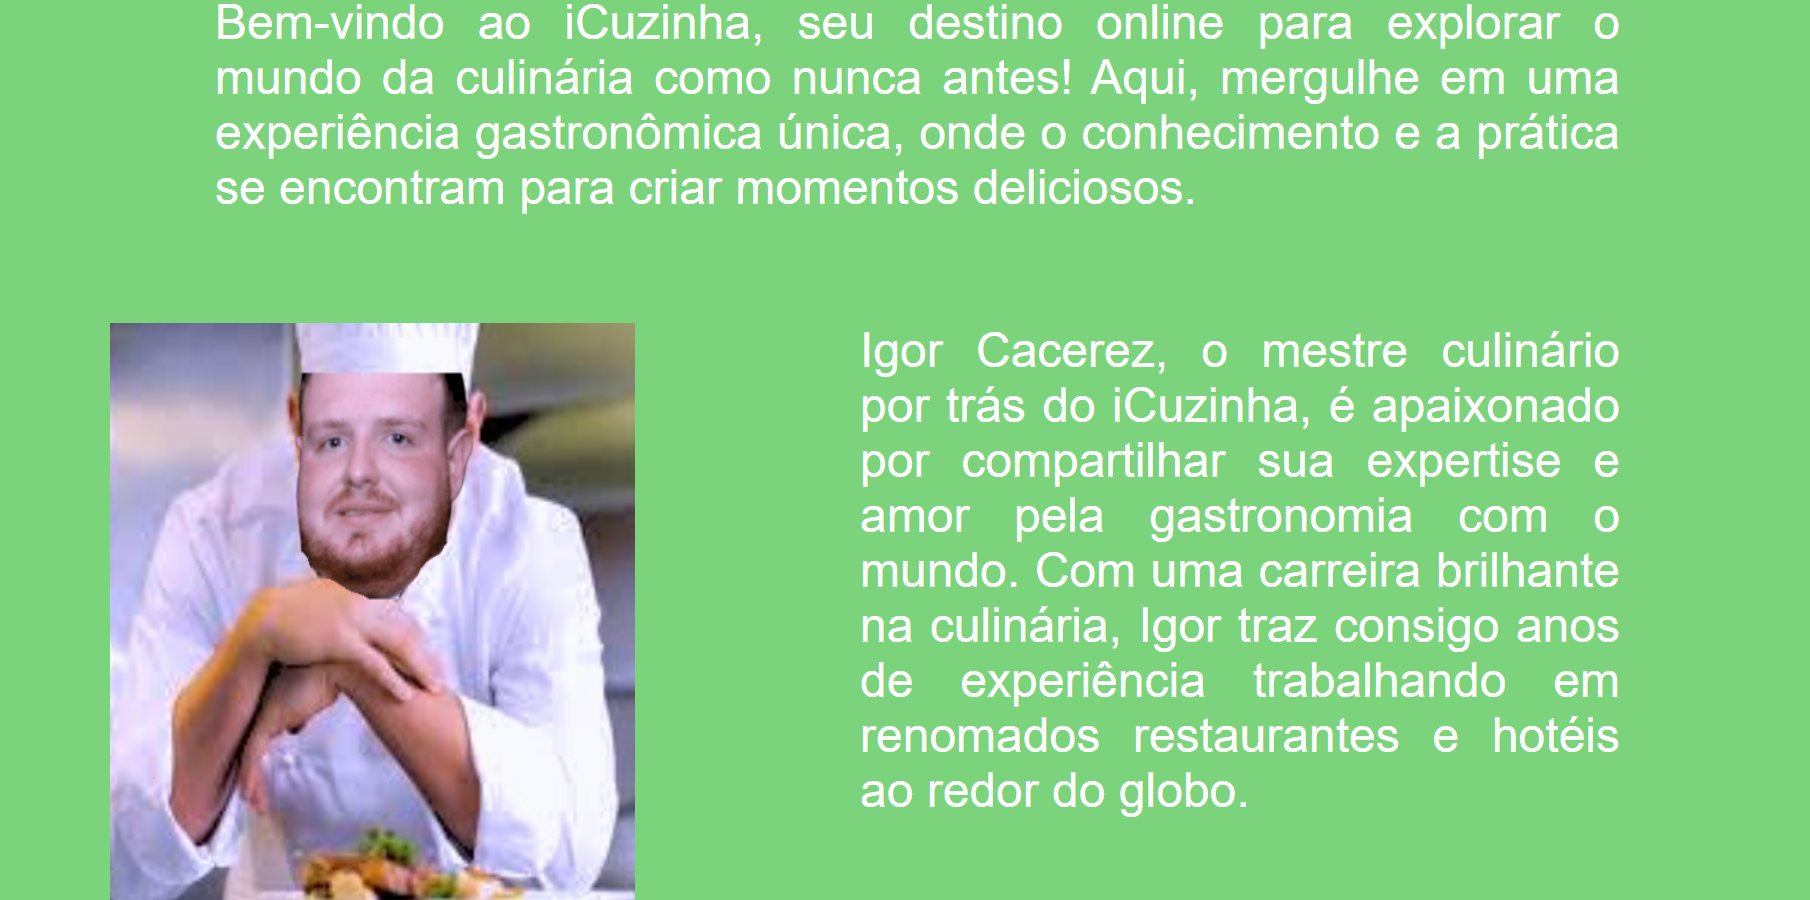 Bem-vindo ao iCuzinha, seu destino online para explorar o
mundo da culinária como nunca antes! Aqui, mergulhe em uma
experiência gastronômica única, onde o conhecimento e a prática
se encontram para criar momentos deliciosos.
Igor Cacerez, o mestre culinário
por trás do iCuzinha, é apaixonado
por compartilhar sua expertise e
amor pela gastronomia com o
mundo. Com uma carreira brilhante
na culinária, Igor traz consigo anos
de experiência trabalhando em
renomados restaurantes e hotéis
ao redor do globo.